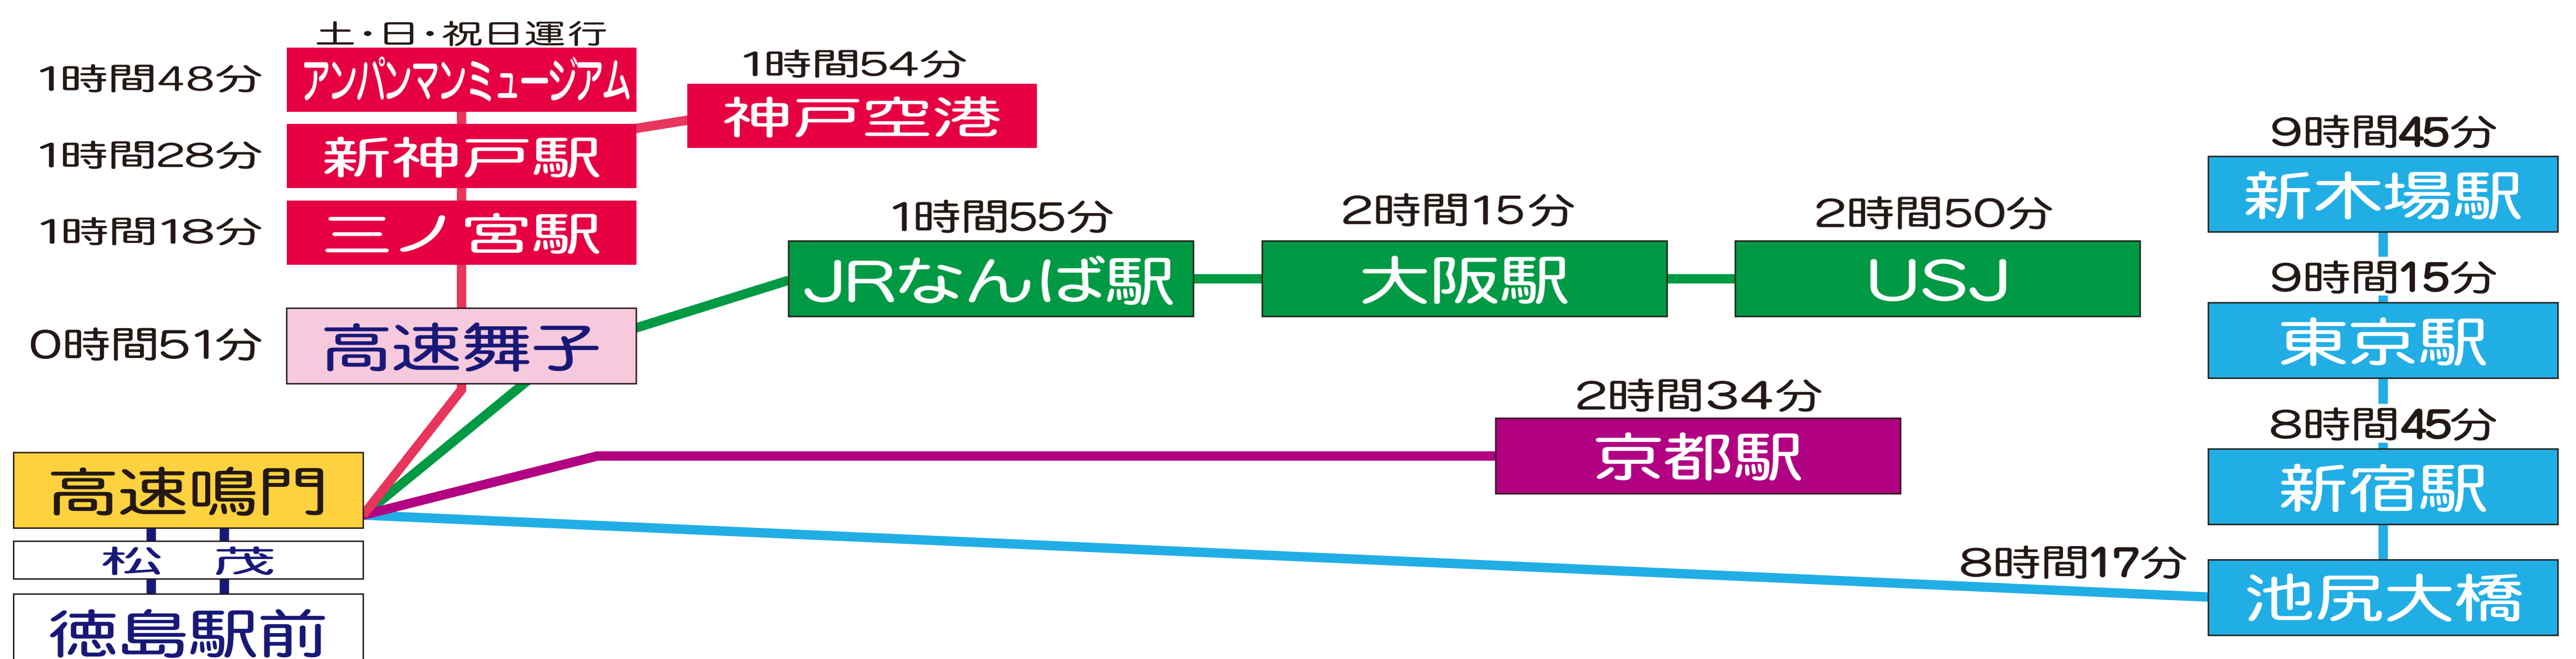 土・日・祝日運行
1時間48分
アンパンマンミュージアム
1時間54分
神戸空港
1時間28分
新神戸駅
1時間18分
三ノ宮駅
0時間51分
高速舞子
1時間55分
JRなんば駅
2時間15分
大阪駅
2時間50分
USJ
2時間34分
京都駅
9時間45分
新木場駅
9時間15分
東京駅
8時間45分
新宿駅
8時間17分
池尻大橋
高速鳴門
松 茂
徳島駅前